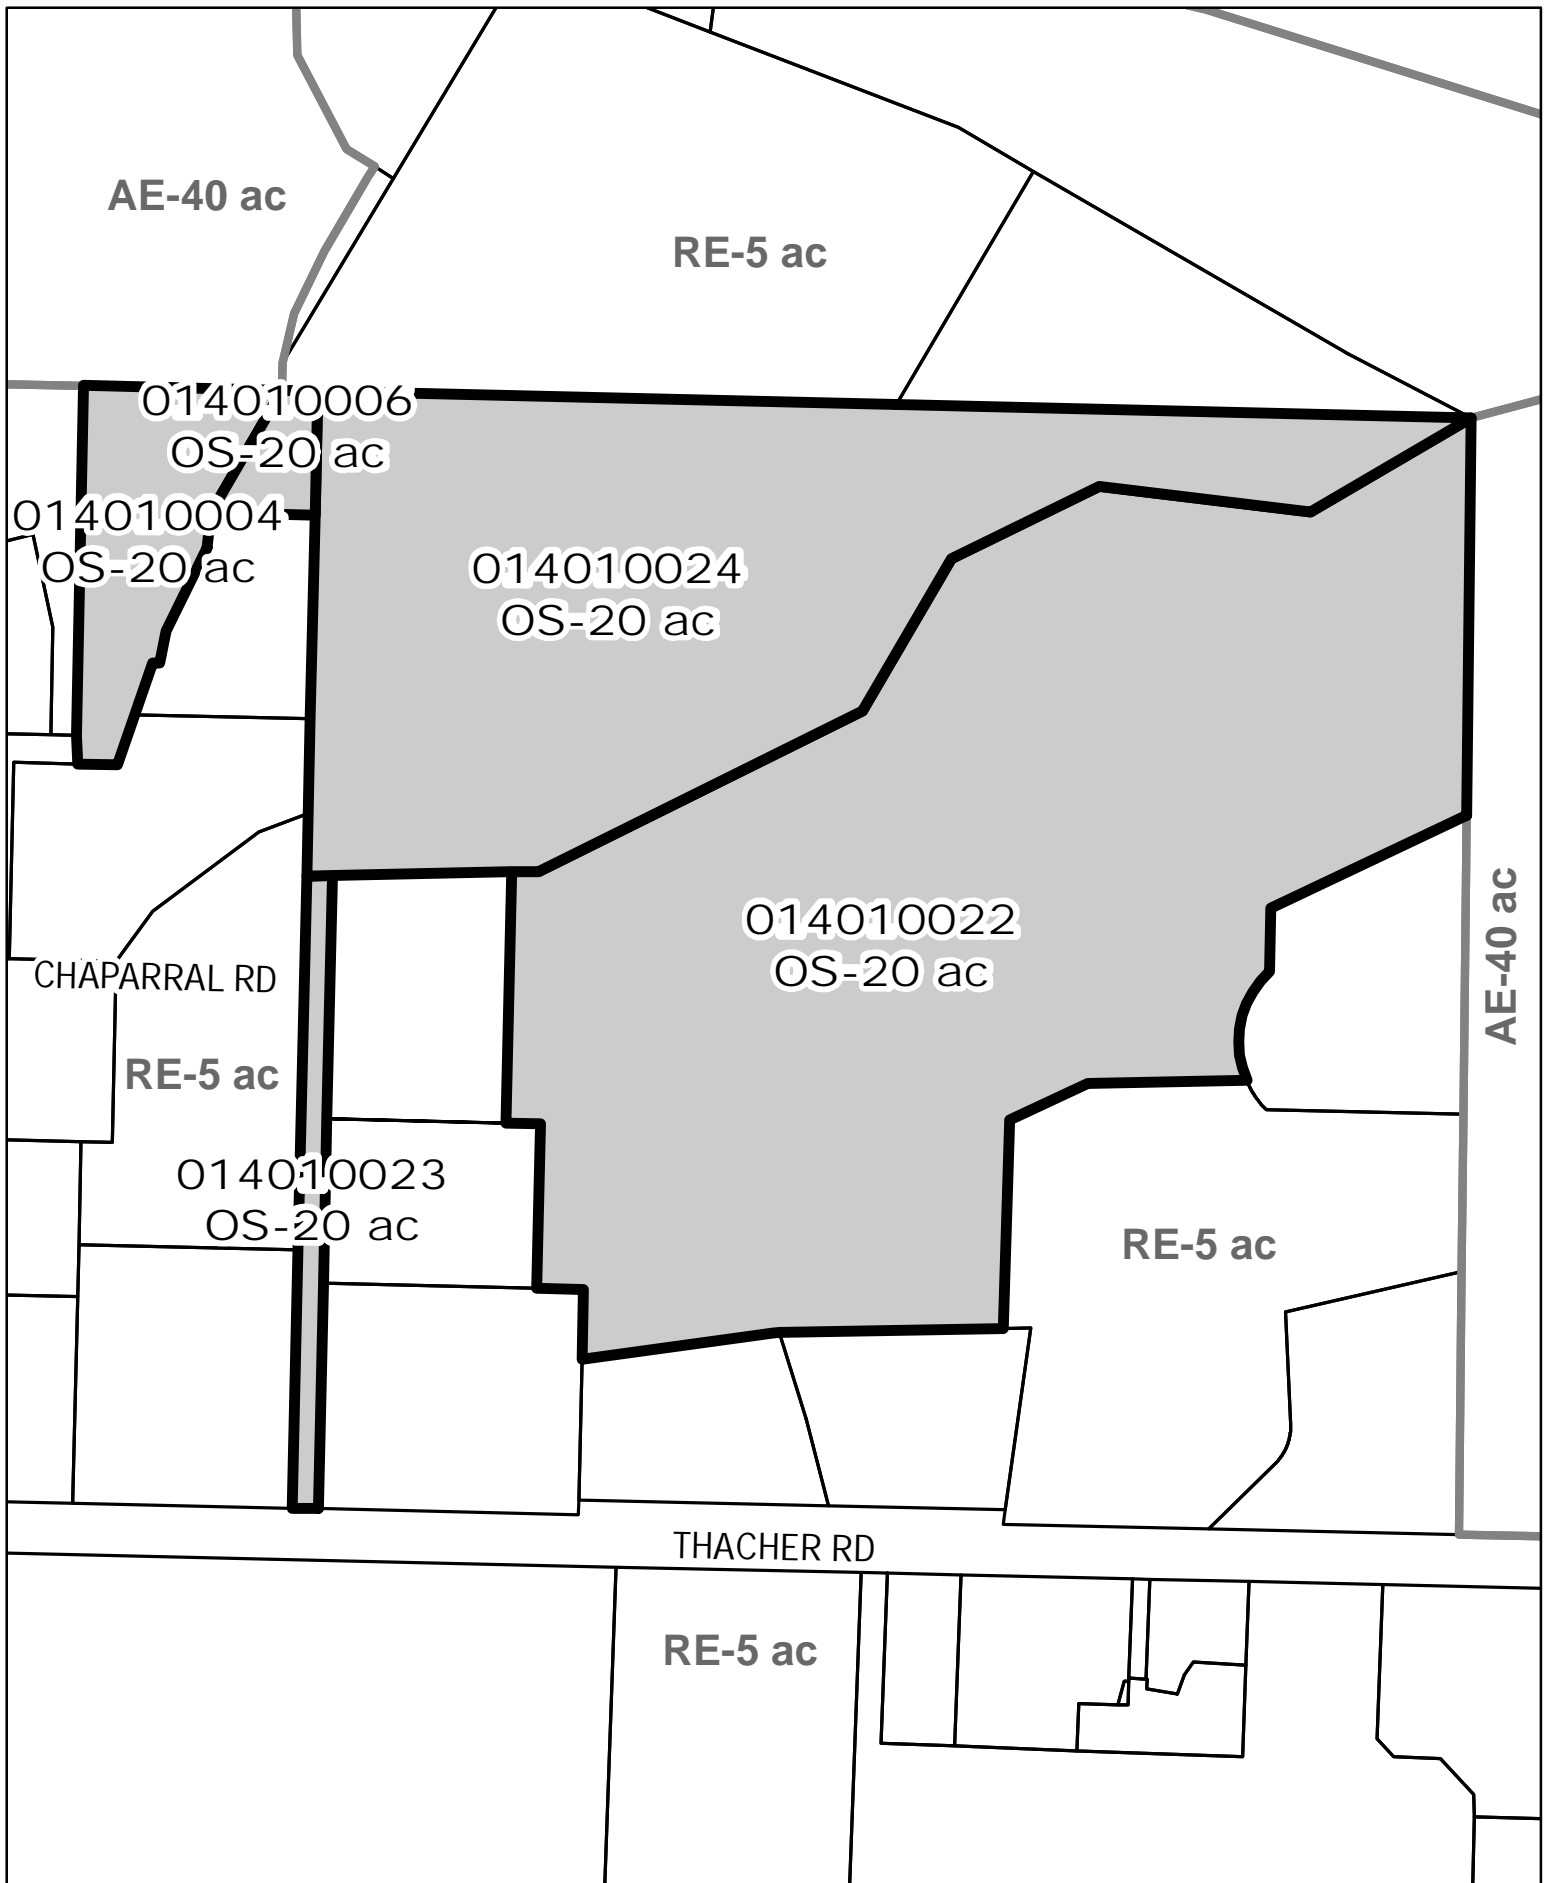 AE-40 ac
RE-5 ac
014010006
OS-20 ac
014010004
OS-20 ac
014010024
OS-20 ac
014010022
OS-20 ac
AE-40 ac
CHAPARRAL RD
RE-5 ac
014010023
OS-20 ac
RE-5 ac
THACHER RD
RE-5 ac